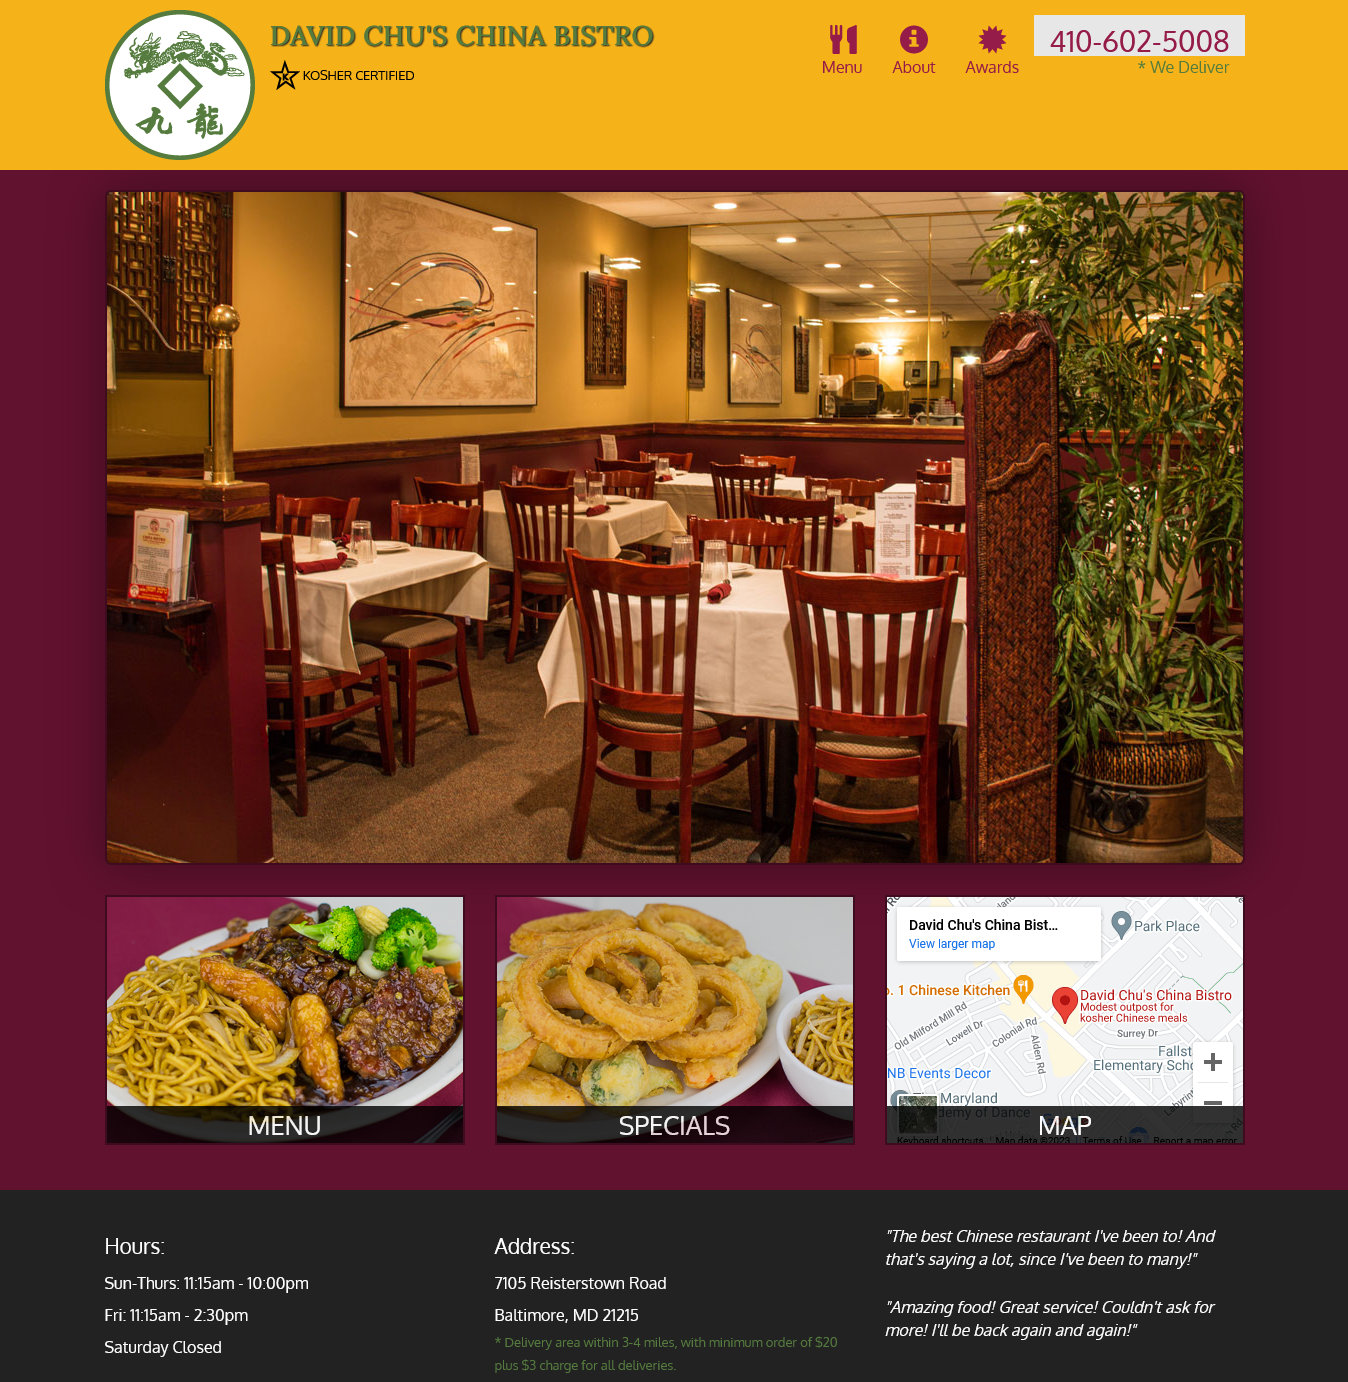 DAVID CHU'S CHINA BISTRO
KOSHER CERTIFIED
九龍
Menu
About
Awards
410-602-5008
* We Deliver
MENU
SPECIALS
David Chu's China Bist...
View larger map
Park Place
1 Chinese Kitchen
David Chu's China Bistro
Modest outpost for
kosher Chinese meals
Old Milford Mill Rd
Lowell Dr
Colonial Rd
Alden Rd
Surrey Dr
Fallst
Elementary Scho
NB Events Decor
Maryland
demy of Dance
Labyrin
MAP
Keyboard shortcuts
Map data ©2023
Terms of Use
Report a map error
Hours:
Sun-Thurs: 11:15am - 10:00pm
Fri: 11:15am - 2:30pm
Saturday Closed
Address:
7105 Reisterstown Road
Baltimore, MD 21215
* Delivery area within 3-4 miles, with minimum order of $20
plus $3 charge for all deliveries.
"The best Chinese restaurant I've been to! And
that's saying a lot, since I've been to many!"
"Amazing food! Great service! Couldn't ask for
more! I'll be back again and again!"